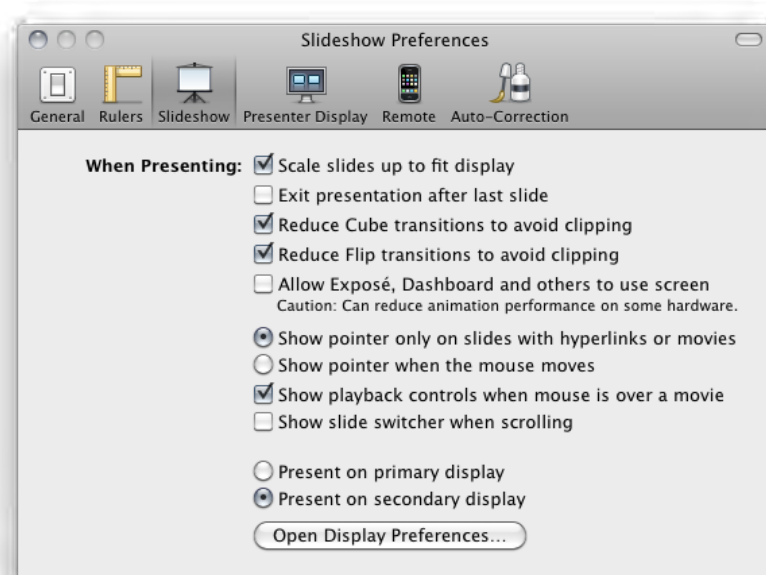 Slideshow Preferences
General Rulers Slideshow Presenter Display Remote Auto-Correction
When Presenting: Scale slides up to fit display
Exit presentation after last slide
Reduce Cube transitions to avoid clipping
Reduce Flip transitions to avoid clipping
Allow Exposé, Dashboard and others to use screen
Caution: Can reduce animation performance on some hardware.
Show pointer only on slides with hyperlinks or movies
Show pointer when the mouse moves
Show playback controls when mouse is over a movie
Show slide switcher when scrolling
Present on primary display
Present on secondary display
Open Display Preferences...